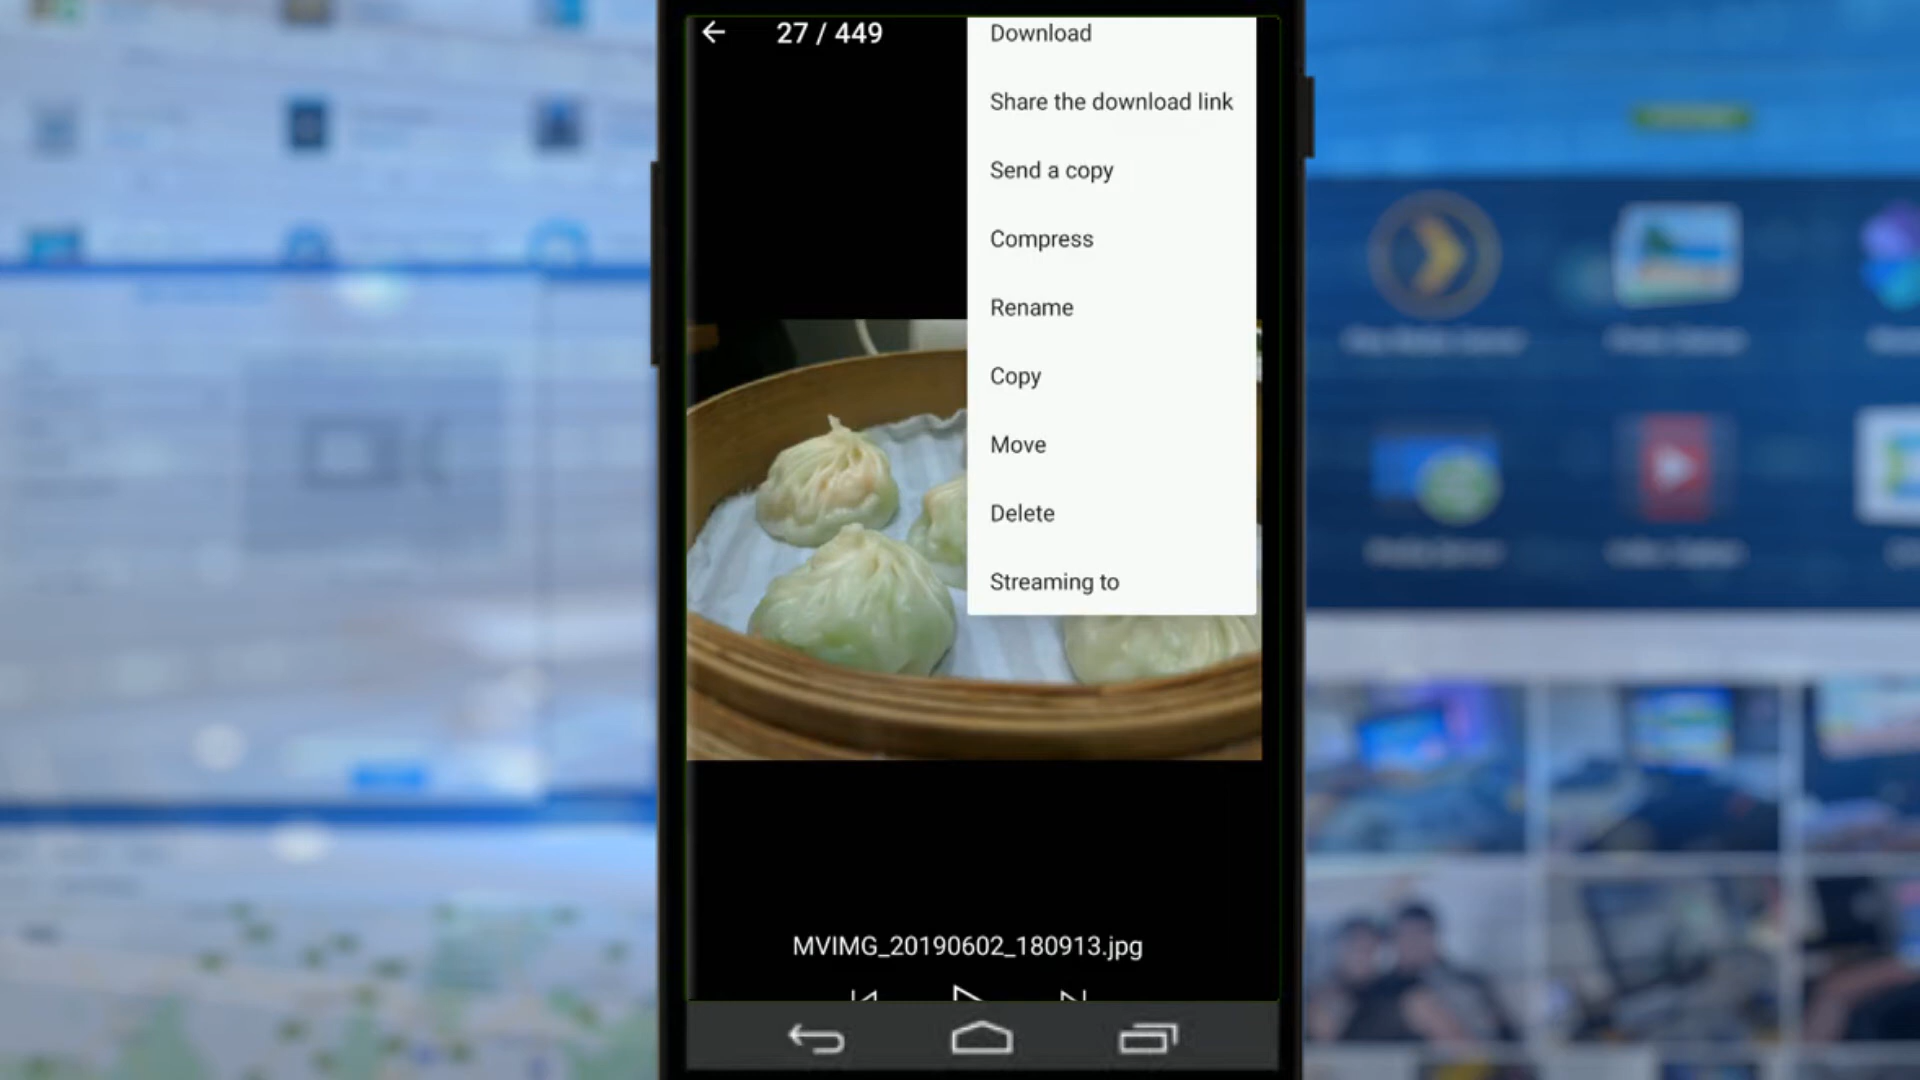 27 / 449
Download
Share the download link
Send a copy
Compress
Rename
Copy
Move
Delete
Streaming to
MVIMG_20190602_180913.jpg